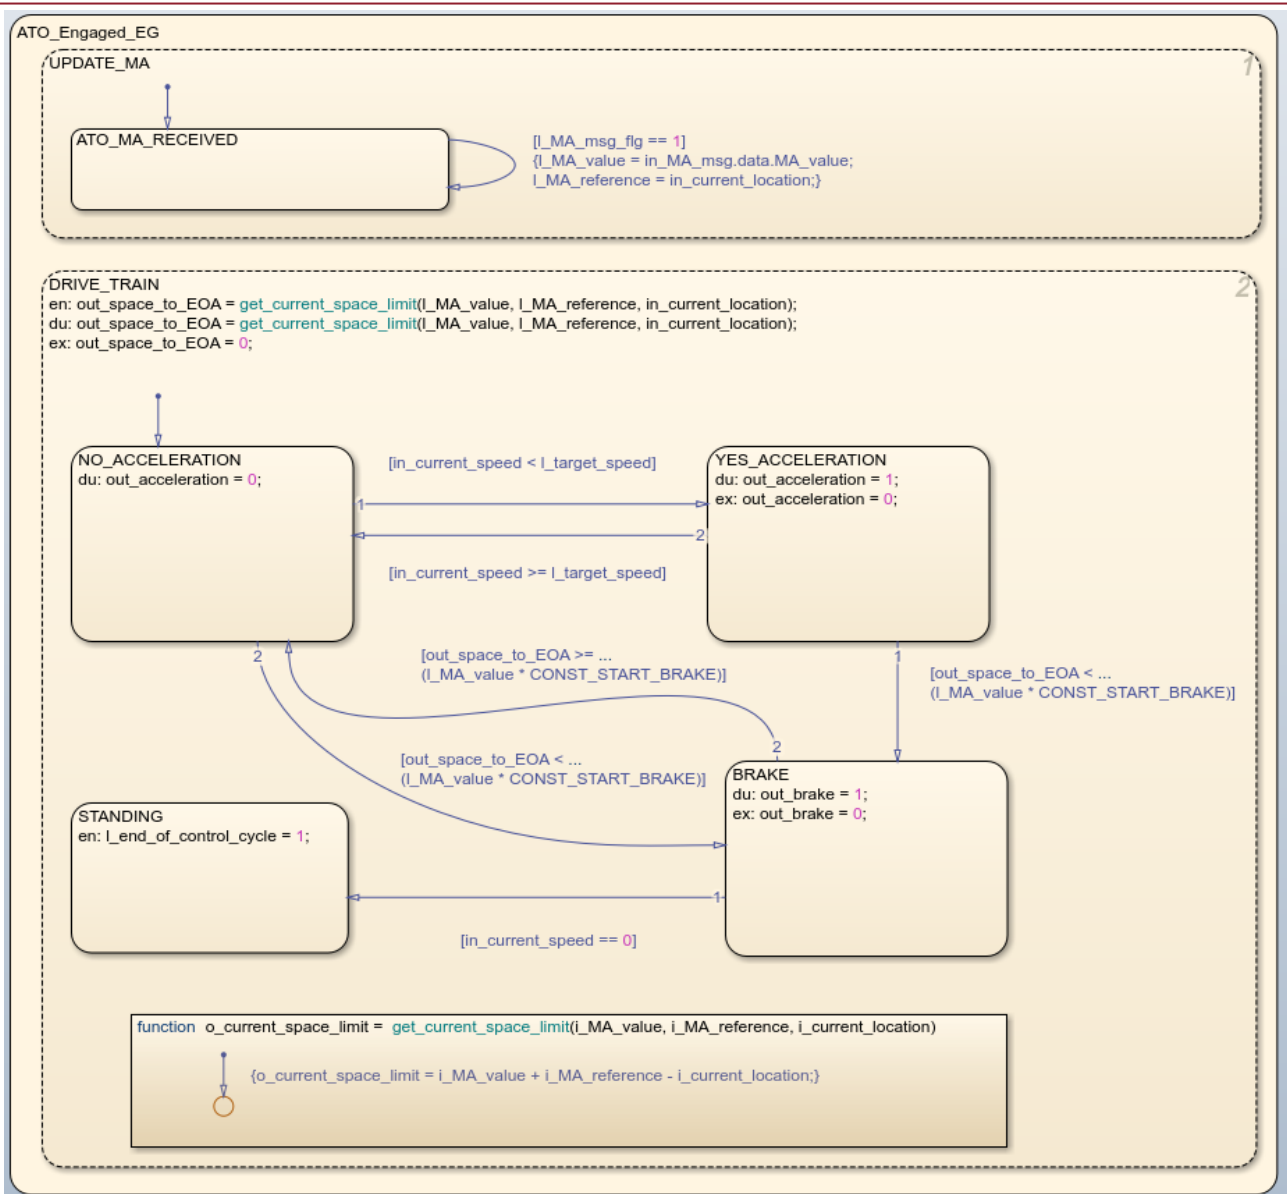 ATO_Engaged_EG
UPDATE_MA
1
ATO_MA_RECEIVED
[l_MA_msg_flg == 1]
{l_MA_value = in_MA_msg.data.MA_value;
l_MA_reference = in_current_location;}
DRIVE_TRAIN
2
en: out_space_to_EOA = get_current_space_limit(l_MA_value, l_MA_reference, in_current_location);
du: out_space_to_EOA = get_current_space_limit(l_MA_value, l_MA_reference, in_current_location);
ex: out_space_to_EOA = 0;
NO_ACCELERATION
du: out_acceleration = 0;
[in_current_speed < l_target_speed]
YES_ACCELERATION
du: out_acceleration = 1;
ex: out_acceleration = 0;
1
2
[in_current_speed >= l_target_speed]
2
[out_space_to_EOA >= ...
(l_MA_value * CONST_START_BRAKE)]
1
[out_space_to_EOA < ...
(l_MA_value * CONST_START_BRAKE)]
2
[out_space_to_EOA < ...
(l_MA_value * CONST_START_BRAKE)]
BRAKE
du: out_brake = 1;
ex: out_brake = 0;
STANDING
en: l_end_of_control_cycle = 1;
1
[in_current_speed == 0]
function o_current_space_limit = get_current_space_limit(i_MA_value, i_MA_reference, i_current_location)
{o_current_space_limit = i_MA_value + i_MA_reference - i_current_location;}